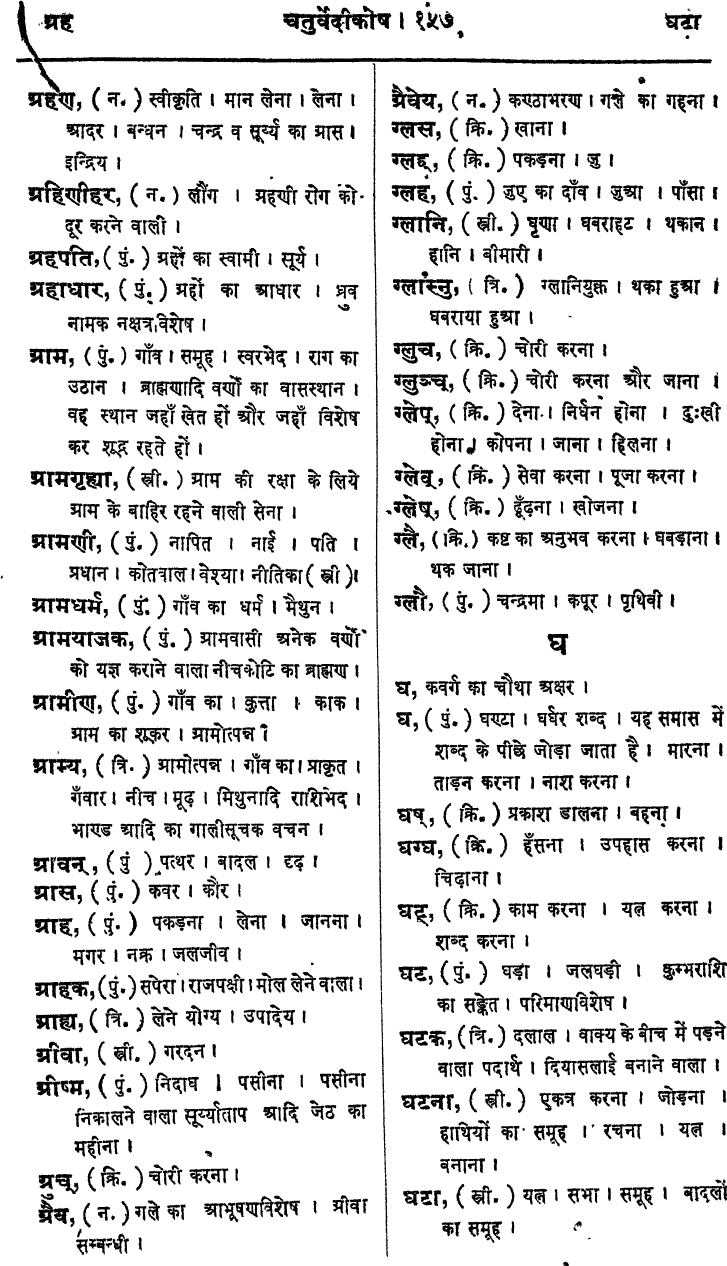 ग्रह
चतुर्वेदीकोष। १५७
घटा
ग्रहण, (न.) स्वीकृति । मान लेना । लेना ।
आदर । बन्धन । चन्द्र व सूर्य्य का ग्रास ।
इन्द्रिय ।
ग्रहिणीहर, (न.) लौंग । ग्रहणी रोग को
दूर करने वाली ।
ग्रहपति, (पुं.) ग्रहों का स्वामी । सूर्य ।
ग्रहाधार, (पुं.) ग्रहों का आधार । ध्रुव
नामक नक्षत्र विशेष ।
ग्राम, (पुं.) गाँव । समूह । स्वरभेद । राग का
उठान । ब्राह्मणादि वर्णों का वासस्थान ।
वह स्थान जहाँ खेत हों और जहाँ विशेष
कर शूद्र रहते हों ।
ग्रामगृह्या, (स्त्री.) ग्राम की रक्षा के लिये
ग्राम के बाहिर रहने वाली सेना ।
ग्रामणी, (पुं.) नापित । नाई । पति ।
प्रधान । कोतवाल । वेश्या । नीतिका (स्त्री) ।
ग्रामधर्म, (पुं.) गाँव का धर्म । मैथुन ।
ग्रामयाजक, (पुं.) ग्रामवासी अनेक वर्णों
को यज्ञ कराने वाला नीचकोटि का ब्राह्मण ।
ग्रामीण, (पुं.) गाँव का । कुत्ता । काक ।
ग्राम का शूकर । ग्रामोत्पन्न ।
ग्राम्य, (त्रि.) ग्रामोत्पन्न । गाँव का । प्राकृत ।
गँवार । नीच । मूढ़ । मिथुनादि राशिभेद ।
भाण्ड आदि का गालीसूचक वचन ।
ग्रावन्, (पुं) पत्थर । बादल । दृढ़ ।
ग्रास, (पुं.) कवर । कौर ।
ग्राह, (पुं.) पकड़ना । लेना । जानना ।
मगर । नक्र । जलजीव ।
ग्राहक, (पुं.) सपेरा । राजपक्षी । मोल लेने वाला ।
ग्राह्य, (त्रि.) लेने योग्य । उपादेय ।
ग्रीवा, (स्त्री.) गरदन ।
ग्रीष्म, (पुं.) निदाघ । पसीना । पसीना
निकालने वाला सूर्य्याताप आदि जेठ का
महीना ।
ग्रुच्, (क्रि.) चोरी करना ।
ग्रैव, (न.) गले का आभूषणविशेष । ग्रीवा
सम्बन्धी ।
ग्रैवेय, (न.) कण्ठाभरण । गले का गहना ।
ग्लस, (क्रि.) खाना ।
ग्लह्, (क्रि.) पकड़ना । जु ।
ग्लह, (पुं.) जुए का दाँव । जुआ । पाँसा ।
ग्लानि, (स्त्री.) घृणा । घबराहट । थकान ।
हानि । बीमारी ।
ग्लास्नु, (त्रि.) ग्लानियुक्त । थका हुआ ।
घबराया हुआ ।
ग्लुच, (क्रि.) चोरी करना ।
ग्लुञ्च्, (क्रि.) चोरी करना और जाना ।
ग्लेप्, (क्रि.) देना । निर्धन होना । दुःखी
होना । कोपना । जाना । हिलना ।
ग्लेव्, (क्रि.) सेवा करना । पूजा करना ।
ग्लेष्, (क्रि.) ढूँढ़ना । खोजना ।
ग्लै, (क्रि.) कष्ट का अनुभव करना । घबड़ाना ।
थक जाना ।
ग्लौ, (पुं.) चन्द्रमा । कपूर । पृथिवी ।
घ
घ, कवर्ग का चौथा अक्षर ।
घ, (पुं.) घण्टा । घर्घर शब्द । यह समास में
शब्द के पीछे जोड़ा जाता है । मारना ।
ताडन करना । नाश करना ।
घष्, (क्रि.) प्रकाश डालना । बहना ।
घग्घ, (क्रि.) हँसना । उपहास करना ।
चिढ़ाना ।
घट्, (क्रि.) काम करना । यत्न करना ।
शब्द करना ।
घट, (पुं.) घड़ा । जलघड़ी । कुम्भराशि
का सङ्केत । परिमाणविशेष ।
घटक, (त्रि.) दलाल । वाक्य के बीच में पड़ने
वाला पदार्थ । दियासलाई बनाने वाला ।
घटना, (स्त्री.) एकत्र करना । जोड़ना ।
हाथियों का समूह । रचना । यत्न ।
बनाना ।
घटा, (स्त्री.) यत्न । सभा । समूह । बादलों
का समूह ।